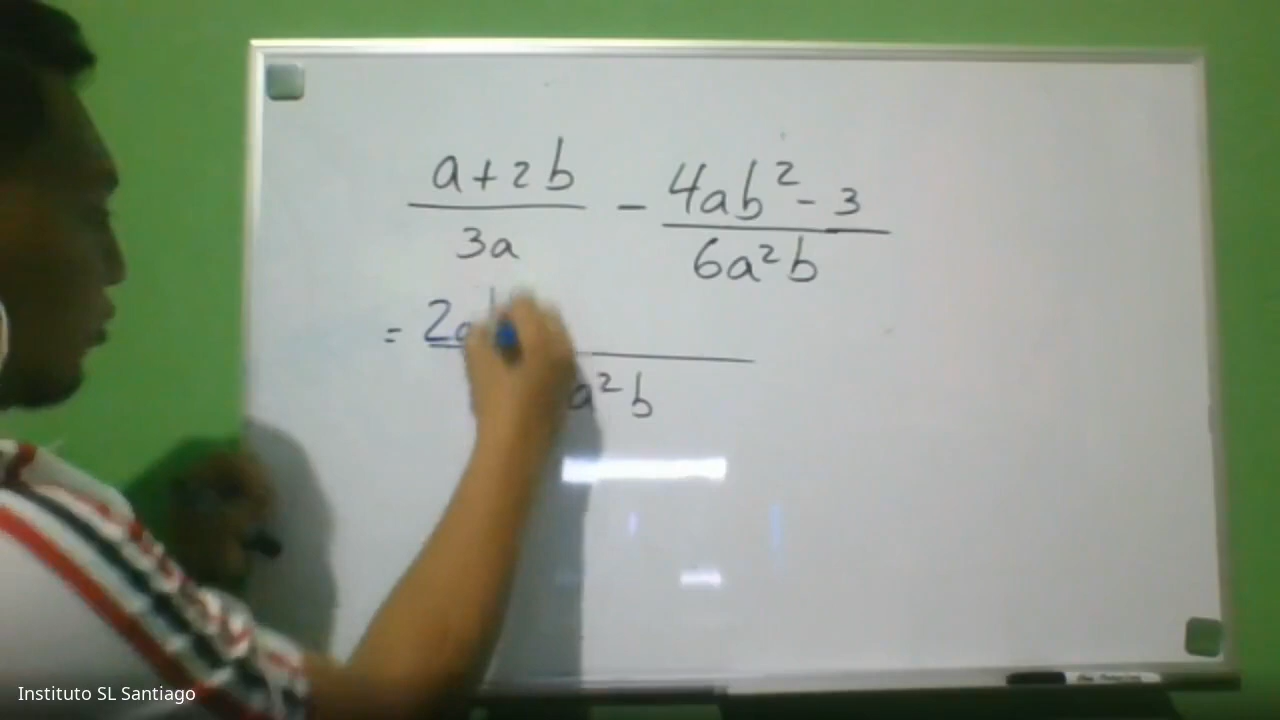 a+2b / 3a - 4ab² - 3 / 6a²b
= 2a
a²b
Instituto SL Santiago